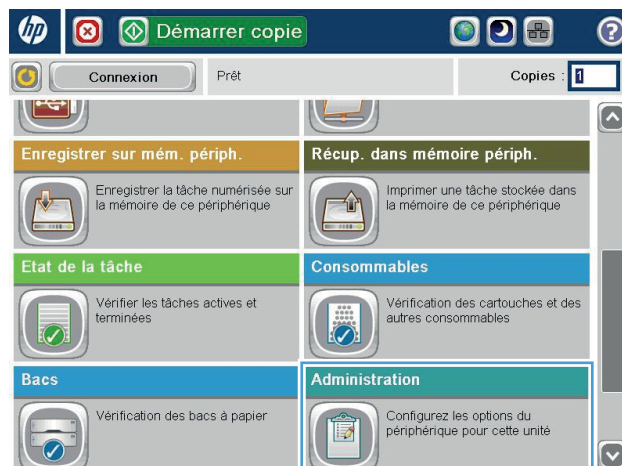 hp
Démarrer copie
?
Connexion
Prêt
Copies : 1
Enregistrer sur mém. périph.
Enregistrer la tâche numérisée sur
la mémoire de ce périphérique
Récup. dans mémoire périph.
Imprimer une tâche stockée dans
la mémoire de ce périphérique
Etat de la tâche
Vérifier les tâches actives et
terminées
Consommables
Vérification des cartouches et des
autres consommables
Bacs
Vérification des bacs à papier
Administration
Configurez les options du
périphérique pour cette unité